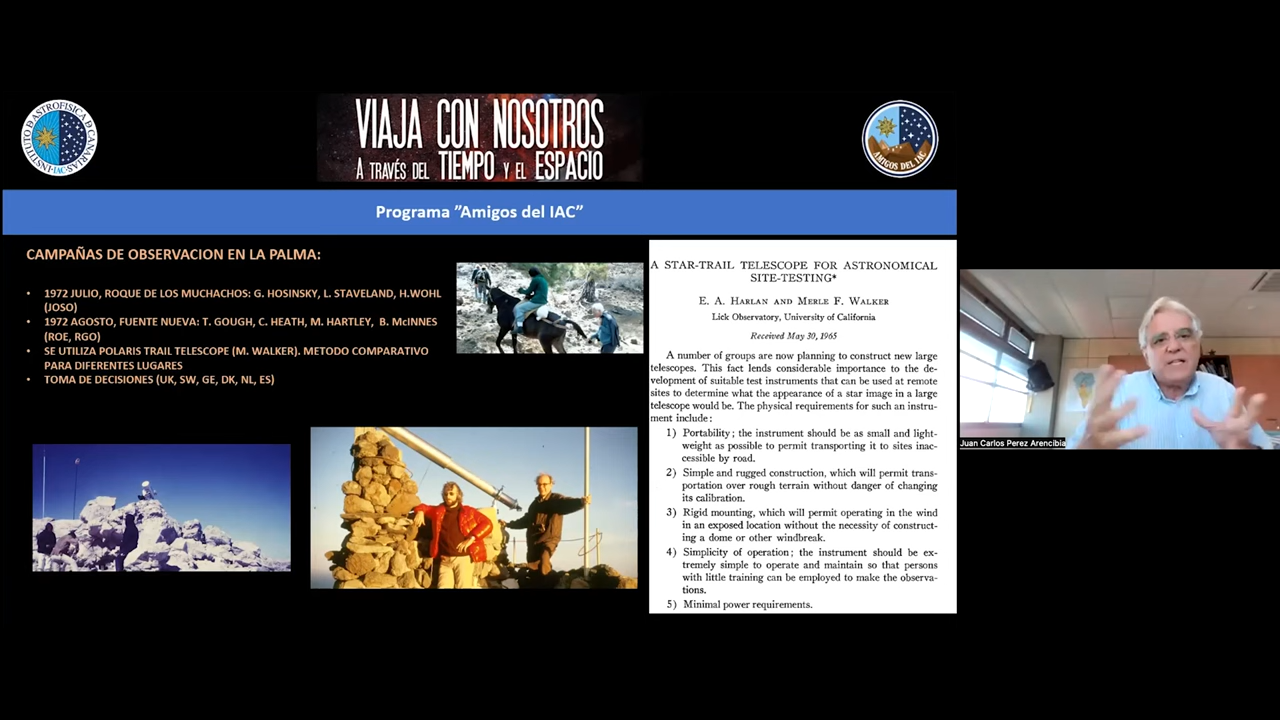 INSTITUTO DE ASTROFISICA DE CANARIAS
·IAC·
VIAJA CON NOSOTROS
A TRAVÉS DEL TIEMPO Y EL ESPACIO
AMIGOS DEL IAC
Programa ”Amigos del IAC”
CAMPAÑAS DE OBSERVACION EN LA PALMA:
• 1972 JULIO, ROQUE DE LOS MUCHACHOS: G. HOSINSKY, L. STAVELAND, H.WOHL
(JOSO)
• 1972 AGOSTO, FUENTE NUEVA: T. GOUGH, C. HEATH, M. HARTLEY, B. McINNES
(ROE, RGO)
• SE UTILIZA POLARIS TRAIL TELESCOPE (M. WALKER). METODO COMPARATIVO
PARA DIFERENTES LUGARES
• TOMA DE DECISIONES (UK, SW, GE, DK, NL, ES)
A STAR-TRAIL TELESCOPE FOR ASTRONOMICAL
SITE-TESTING*
E. A. HARLAN AND MERLE F. WALKER
Lick Observatory, University of California
Received May 30, 1965
A number of groups are now planning to construct new large
telescopes. This fact lends considerable importance to the de-
velopment of suitable test instruments that can be used at remote
sites to determine what the appearance of a star image in a large
telescope would be. The physical requirements for such an instru-
ment include:
1) Portability; the instrument should be as small and light-
weight as possible to permit transporting it to sites inac-
cessible by road.
2) Simple and rugged construction, which will permit trans-
portation over rough terrain without danger of changing
its calibration.
3) Rigid mounting, which will permit operating in the wind
in an exposed location without the necessity of construct-
ing a dome or other windbreak.
4) Simplicity of operation; the instrument should be ex-
tremely simple to operate and maintain so that persons
with little training can be employed to make the observa-
tions.
5) Minimal power requirements.
Juan Carlos Perez Arencibia